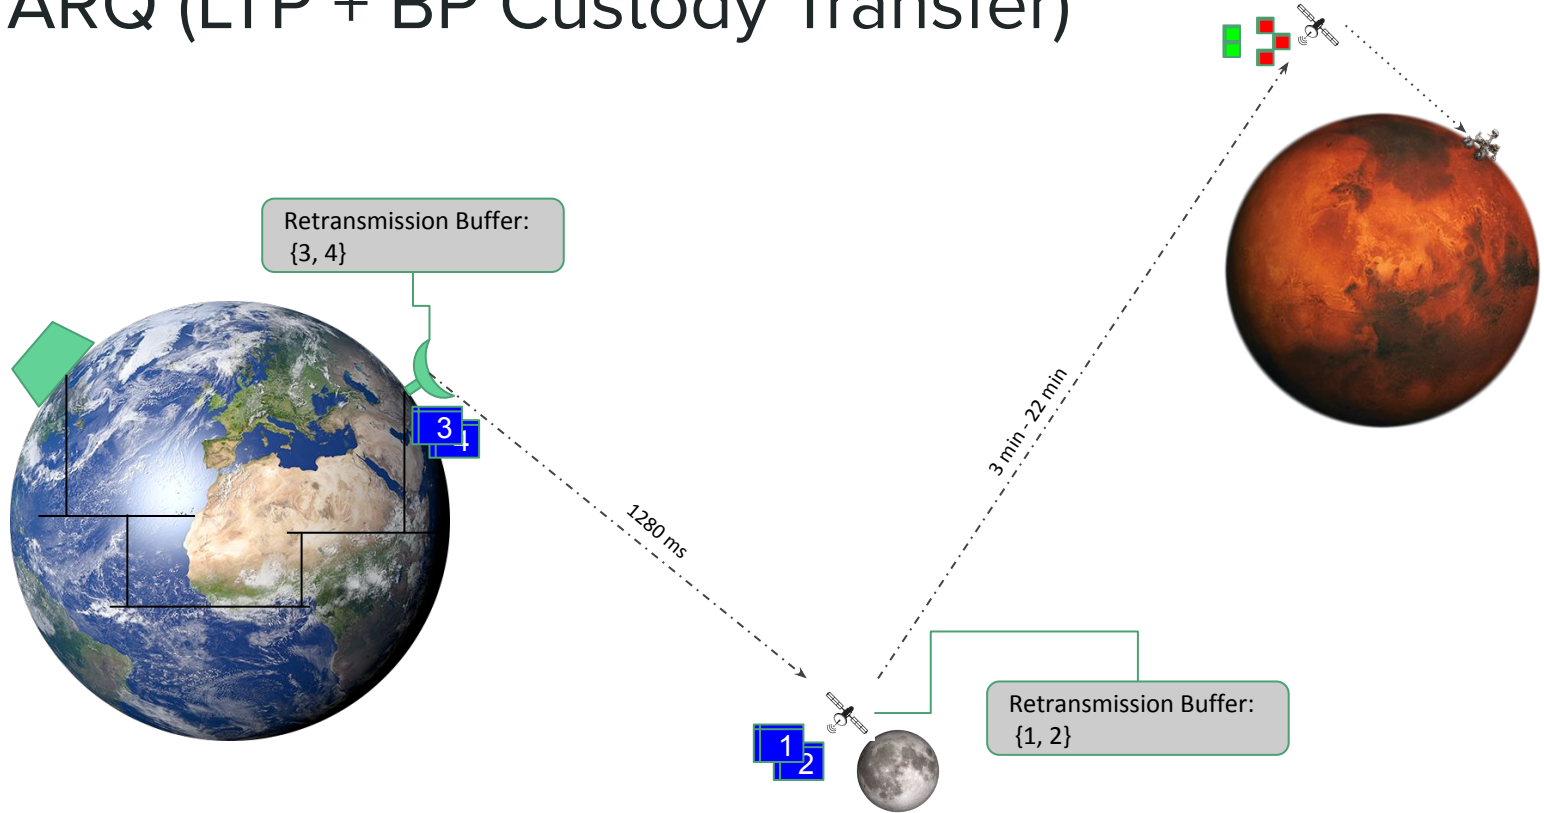 ARQ (LTP + BP Custody Transfer)
Retransmission Buffer:
{3, 4}
3
4
1280 ms
3 min - 22 min
1
2
Retransmission Buffer:
{1, 2}